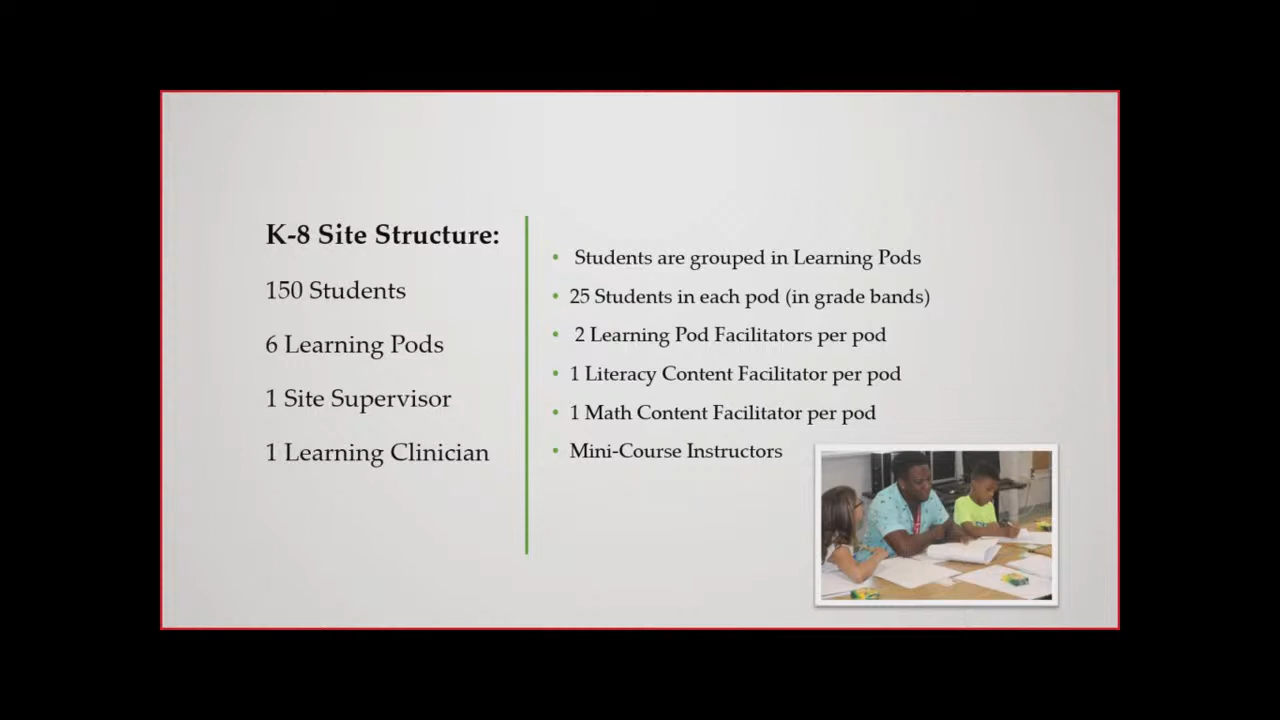 K-8 Site Structure:
150 Students
6 Learning Pods
1 Site Supervisor
1 Learning Clinician
• Students are grouped in Learning Pods
• 25 Students in each pod (in grade bands)
• 2 Learning Pod Facilitators per pod
• 1 Literacy Content Facilitator per pod
• 1 Math Content Facilitator per pod
• Mini-Course Instructors